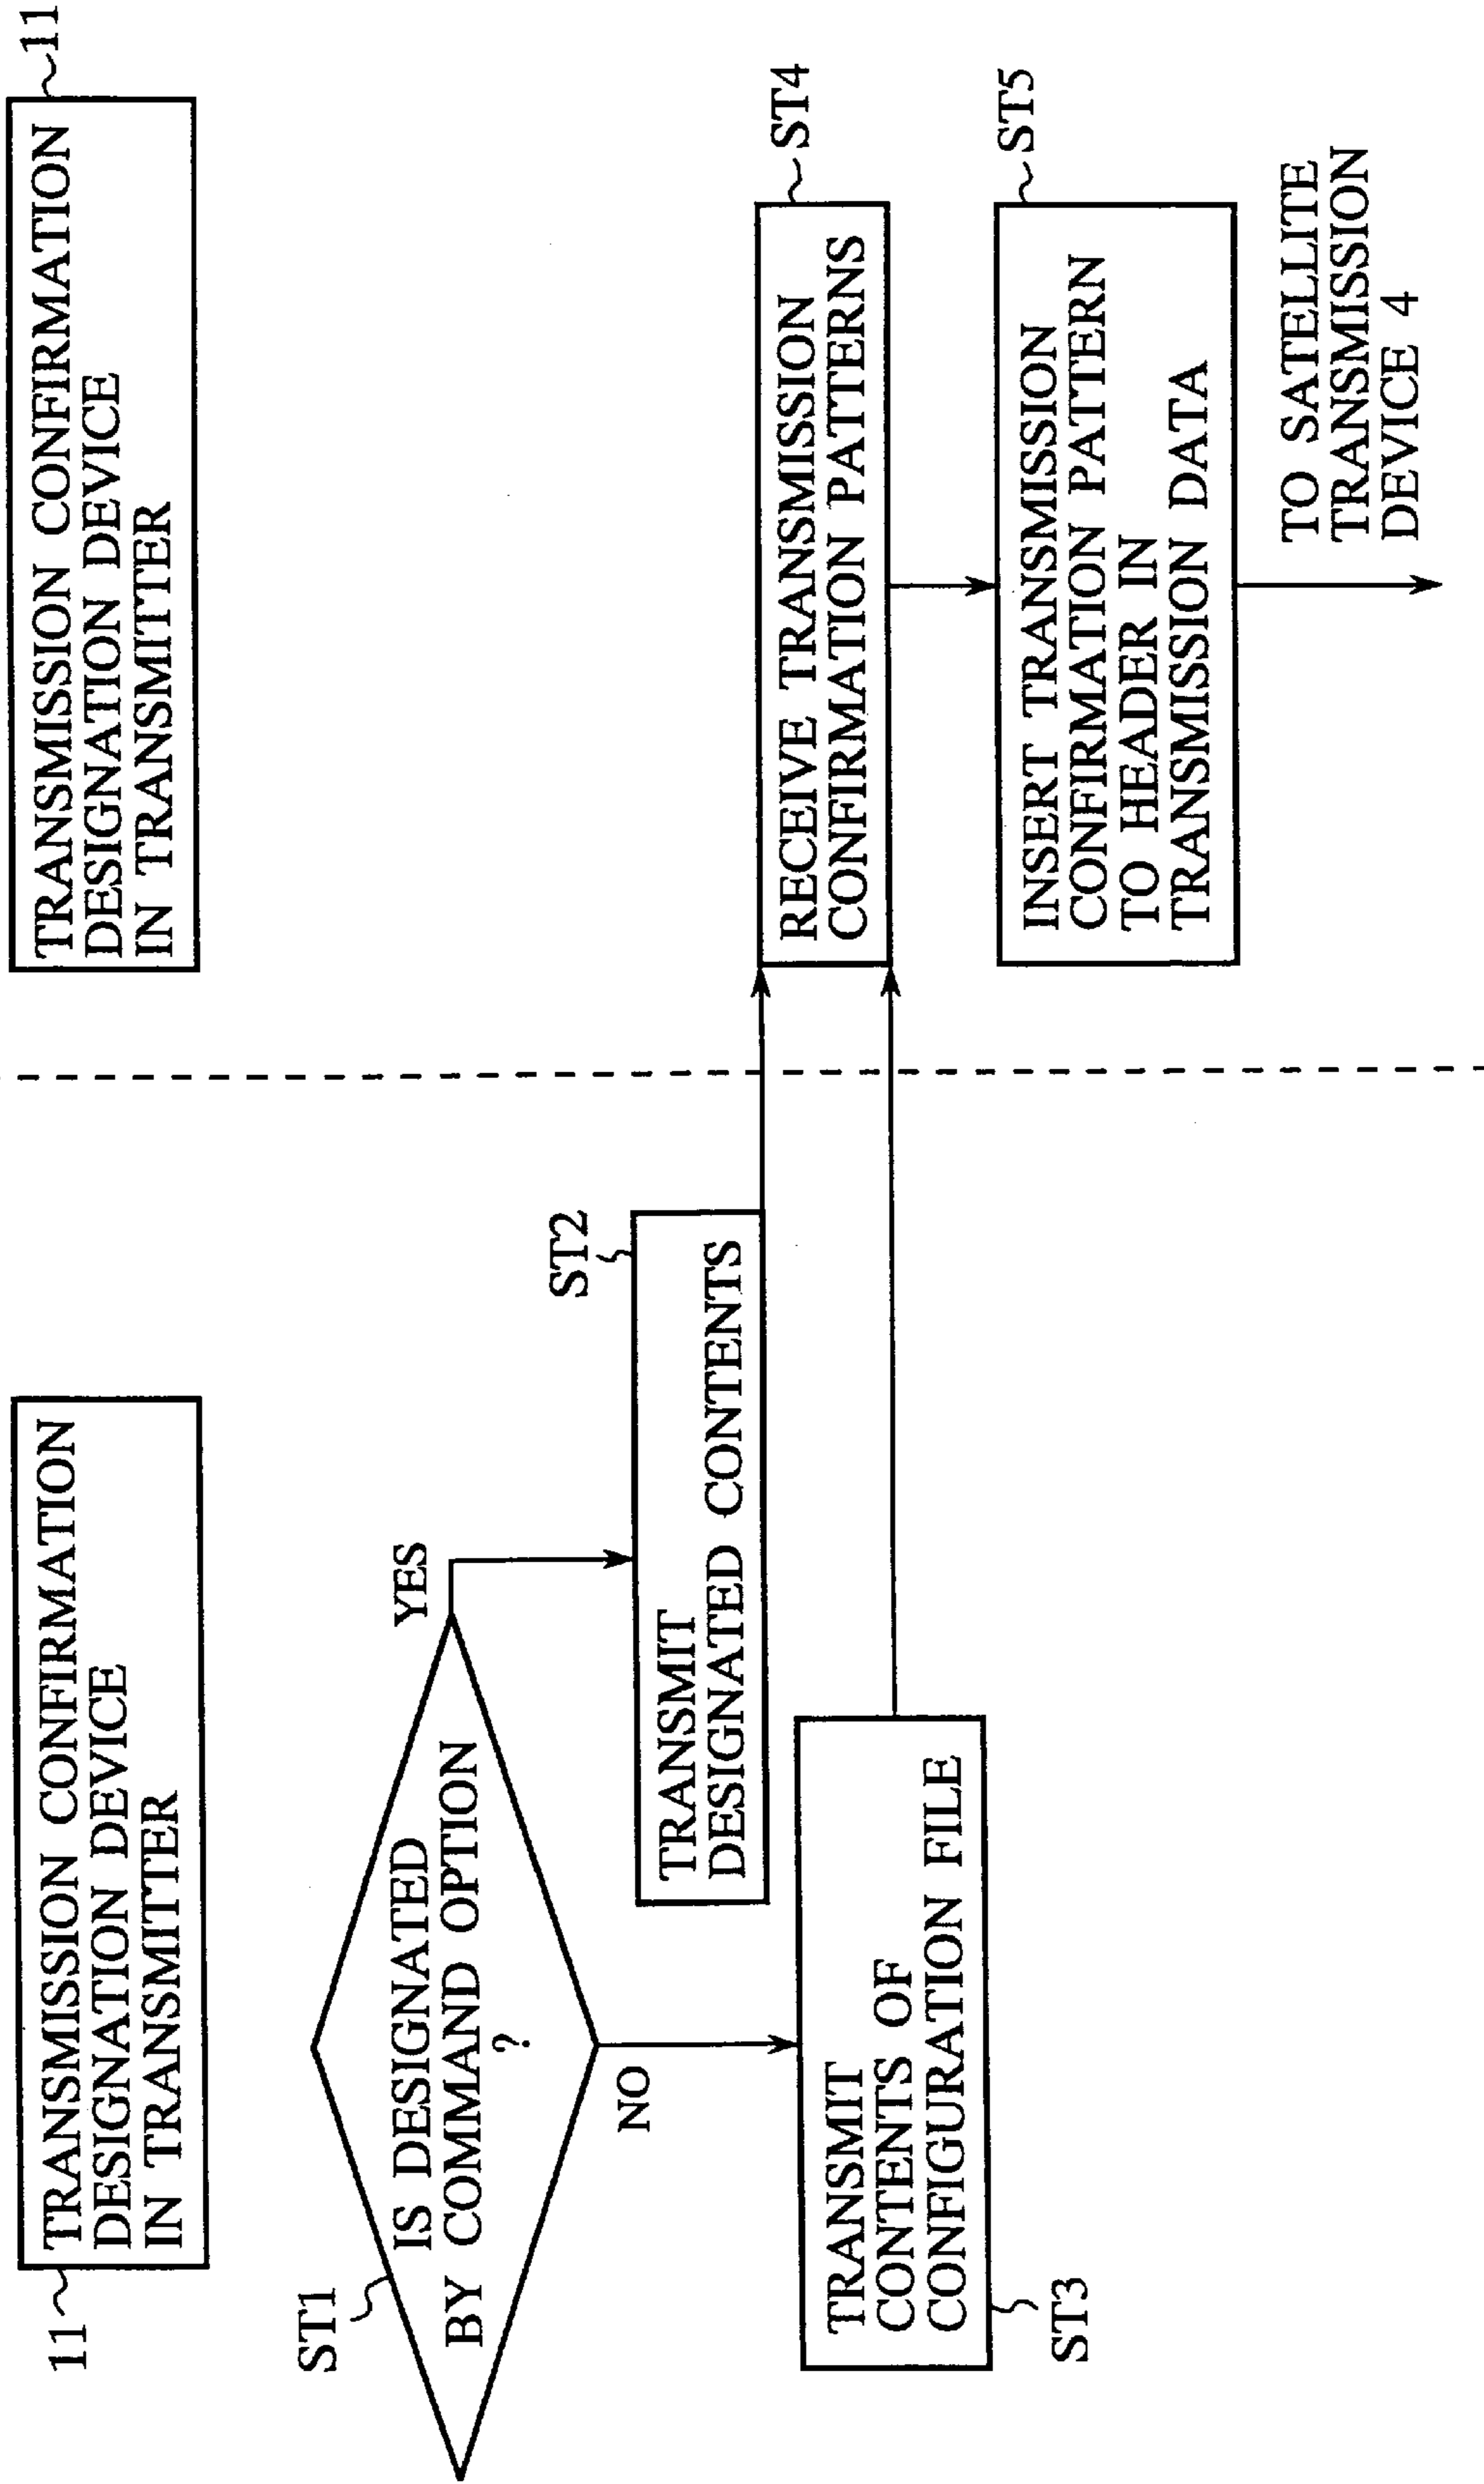 11
TRANSMISSION CONFIRMATION
DESIGNATION DEVICE
IN TRANSMITTER
TRANSMISSION CONFIRMATION
DESIGNATION DEVICE
IN TRANSMITTER
11
ST1
IS DESIGNATED
BY COMMAND OPTION
?
YES
NO
ST2
TRANSMIT
DESIGNATED CONTENTS
TRANSMIT
CONTENTS OF
CONFIGURATION FILE
ST3
RECEIVE TRANSMISSION
CONFIRMATION PATTERNS
ST4
INSERT TRANSMISSION
CONFIRMATION PATTERN
TO HEADER IN
TRANSMISSION DATA
ST5
TO SATELLITE
TRANSMISSION
DEVICE 4